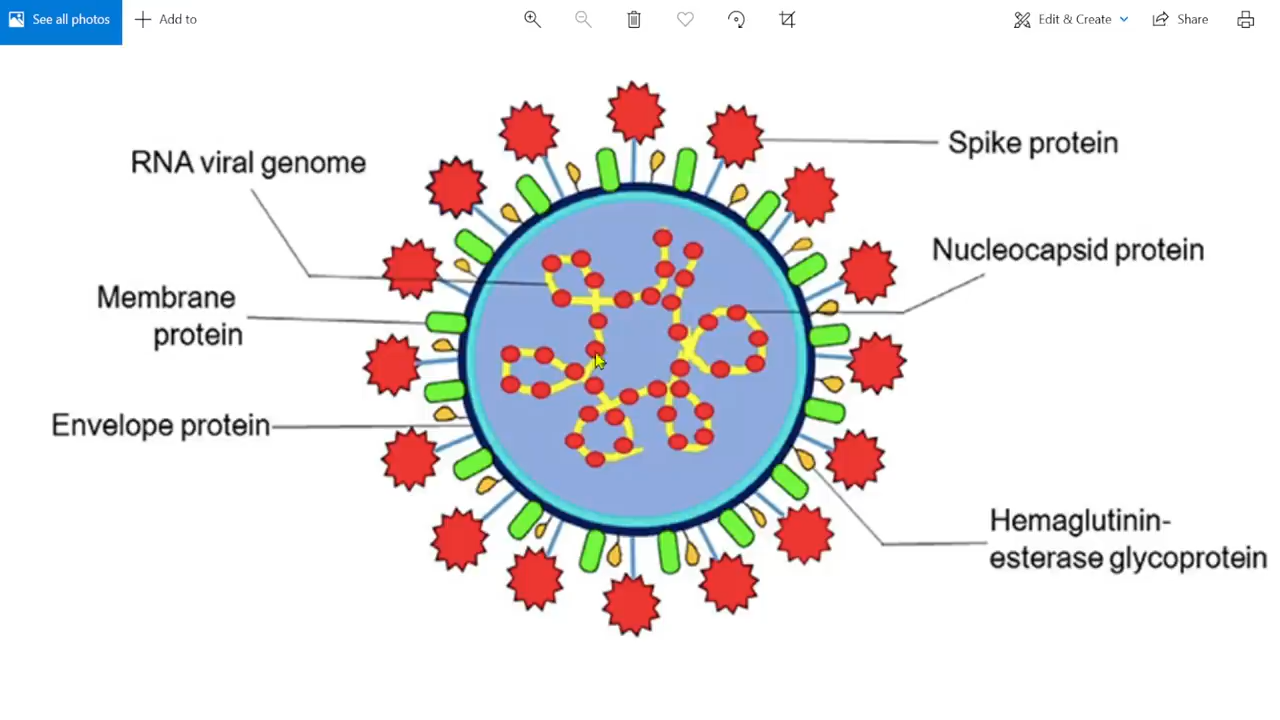 See all photos
Add to
Edit & Create
Share
RNA viral genome
Spike protein
Nucleocapsid protein
Membrane
protein
Envelope protein
Hemaglutinin-
esterase glycoprotein